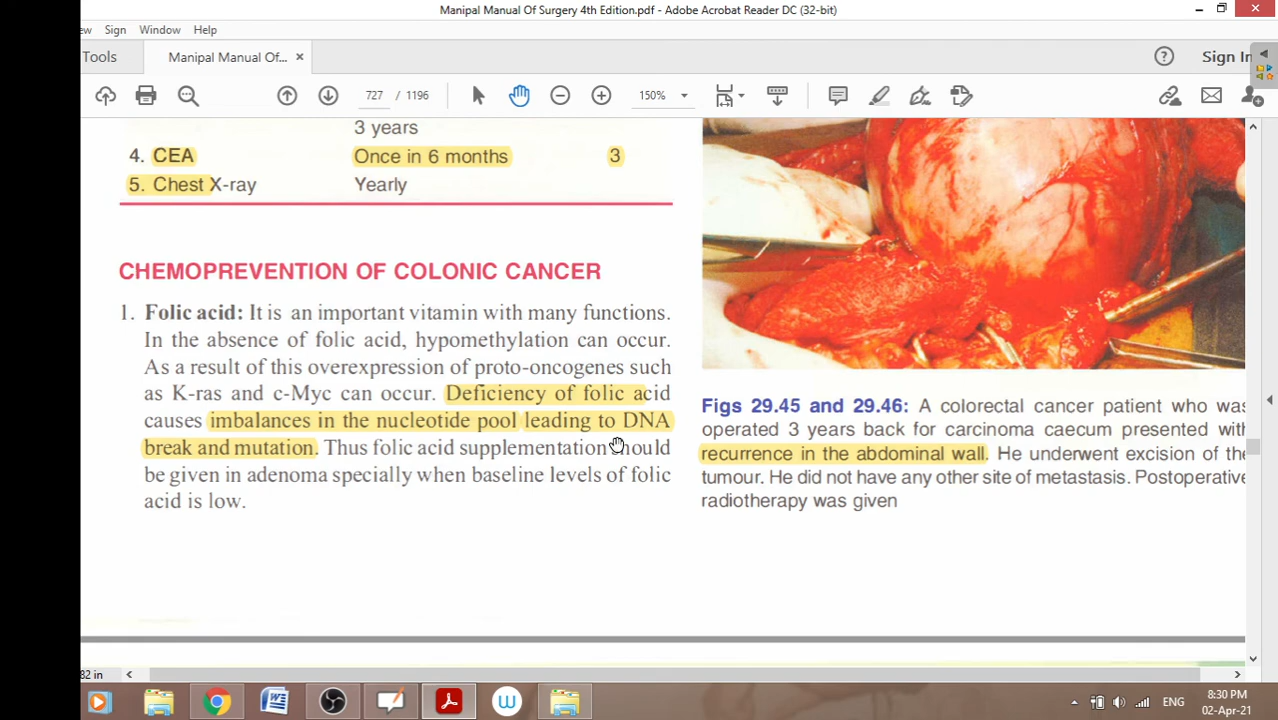 Manipal Manual Of Surgery 4th Edition.pdf - Adobe Acrobat Reader DC (32-bit)
ew Sign Window Help
Tools Manipal Manual Of... ×
Sign In
727 / 1196 150%
3 years
4. CEA Once in 6 months 3
5. Chest X-ray Yearly
CHEMOPREVENTION OF COLONIC CANCER
1. Folic acid: It is an important vitamin with many functions.
In the absence of folic acid, hypomethylation can occur.
As a result of this overexpression of proto-oncogenes such
as K-ras and c-Myc can occur. Deficiency of folic acid
causes imbalances in the nucleotide pool leading to DNA
break and mutation. Thus folic acid supplementation should
be given in adenoma specially when baseline levels of folic
acid is low.
Figs 29.45 and 29.46: A colorectal cancer patient who was
operated 3 years back for carcinoma caecum presented with
recurrence in the abdominal wall. He underwent excision of the
tumour. He did not have any other site of metastasis. Postoperative
radiotherapy was given
82 in
ENG
8:30 PM
02-Apr-21